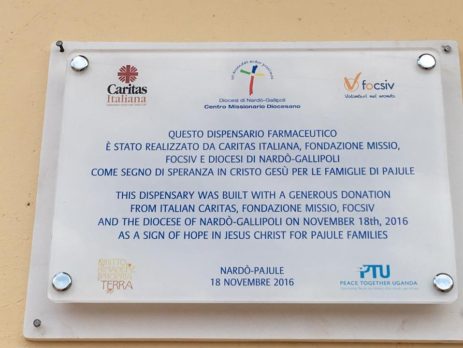 Caritas
Italiana
Diocesi di Nardò-Gallipoli
Centro Missionario Diocesano
focsiv
Volontari nel mondo
QUESTO DISPENSARIO FARMACEUTICO
È STATO REALIZZATO DA CARITAS ITALIANA, FONDAZIONE MISSIO,
FOCSIV E DIOCESI DI NARDÒ-GALLIPOLI
COME SEGNO DI SPERANZA IN CRISTO GESÙ PER LE FAMIGLIE DI PAJULE
THIS DISPENSARY WAS BUILT WITH A GENEROUS DONATION
FROM ITALIAN CARITAS, FONDAZIONE MISSIO, FOCSIV
AND THE DIOCESE OF NARDÒ-GALLIPOLI ON NOVEMBER 18th, 2016
AS A SIGN OF HOPE IN JESUS CHRIST FOR PAJULE FAMILIES
TERRA
NARDÒ-PAJULE
18 NOVEMBRE 2016
PTU
PEACE TOGETHER UGANDA